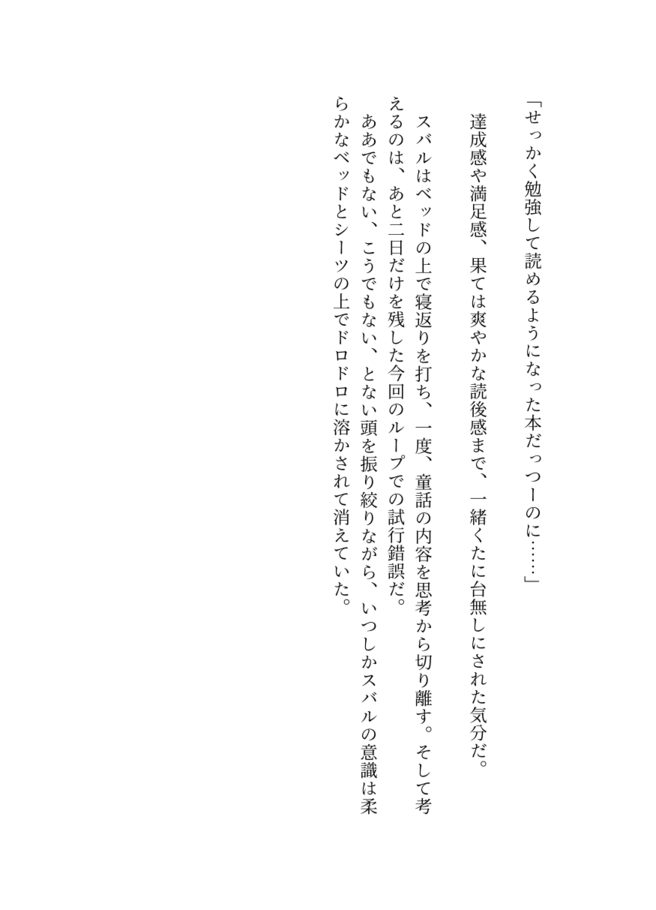 「せっかく勉強して読めるようになった本だっつーのに……」
達成感や満足感、果ては爽やかな読後感まで、一緒くたに台無しにされた気分だ。
スバルはベッドの上で寝返りを打ち、一度、童話の内容を思考から切り離す。そして考
えるのは、あと二日だけを残した今回のループでの試行錯誤だ。
ああでもない、こうでもない、とない頭を振り絞りながら、いつしかスバルの意識は柔
らかなベッドとシーツの上でドロドロに溶かされて消えていた。